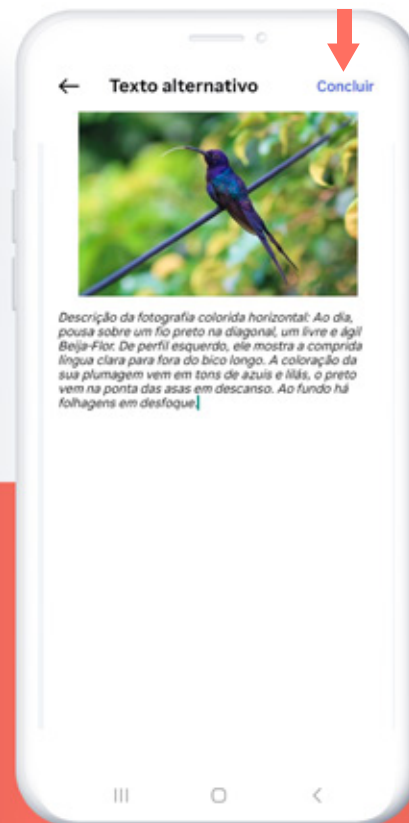 Texto alternativo
Concluir
Descrição da fotografia colorida horizontal: Ao dia,
pousa sobre um fio preto na diagonal, um livre e ágil
Beija-Flor. De perfil esquerdo, ele mostra a comprida
língua clara para fora do bico longo. A coloração da
sua plumagem vem em tons de azuis e lilás, o preto
vem na ponta das asas em descanso. Ao fundo há
folhagens em desfoque.